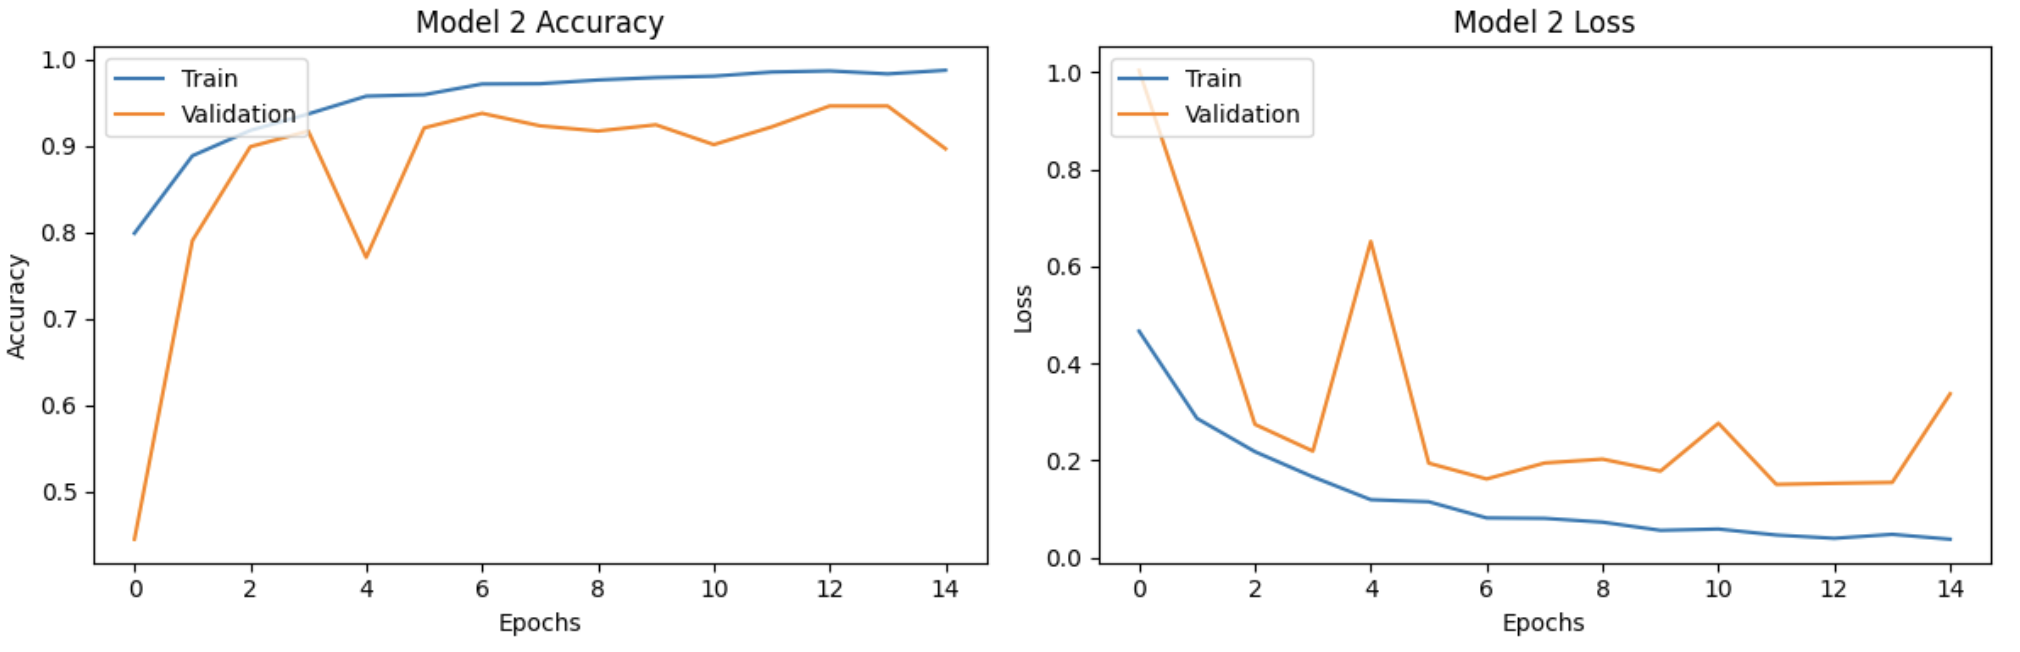 Model 2 Accuracy
1.0
0.9
0.8
0.7
0.6
0.5
Accuracy
Train
Validation
0 2 4 6 8 10 12 14
Epochs
Model 2 Loss
1.0
0.8
0.6
0.4
0.2
0.0
Loss
Train
Validation
0 2 4 6 8 10 12 14
Epochs